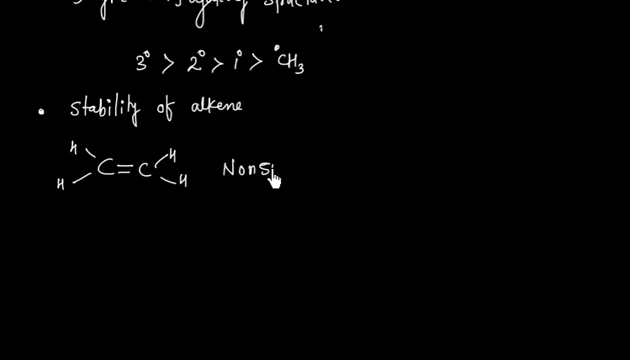 3° > 2° > 1° > •CH3
• Stability of alkene
H H
C=C NonSi
H H